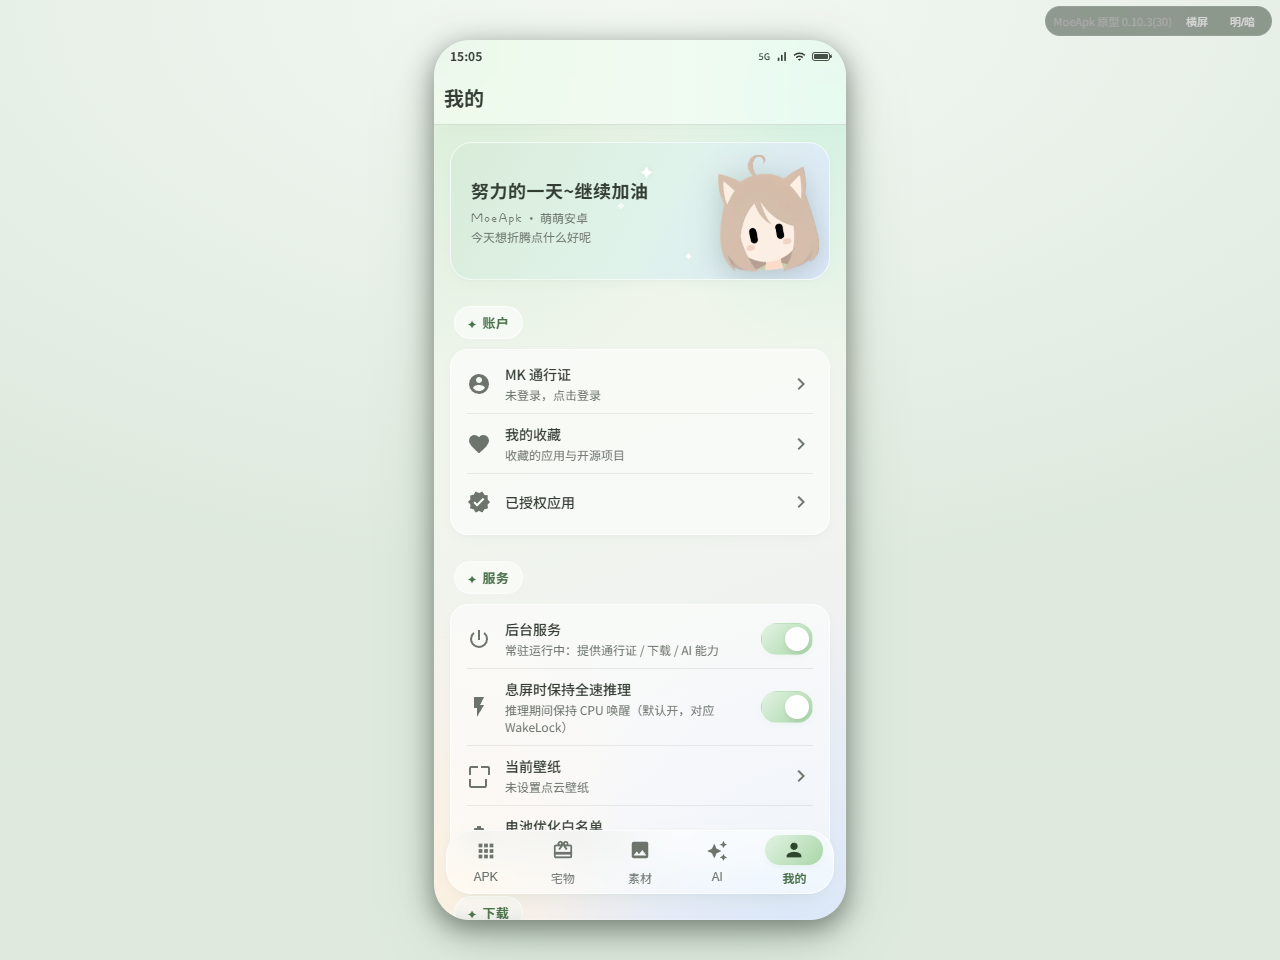 MoeApk 原型 0.10.3(30) 横屏 明/暗
15:05 5G
我的
努力的一天~继续加油
MoeApk • 萌萌安卓
今天想折腾点什么好呢
账户
MK 通行证
未登录，点击登录
我的收藏
收藏的应用与开源项目
已授权应用
服务
后台服务
常驻运行中：提供通行证 / 下载 / AI 能力
息屏时保持全速推理
推理期间保持 CPU 唤醒（默认开，对应
WakeLock）
当前壁纸
未设置点云壁纸
电池优化白名单
APK 宅物 素材 AI 我的
下载